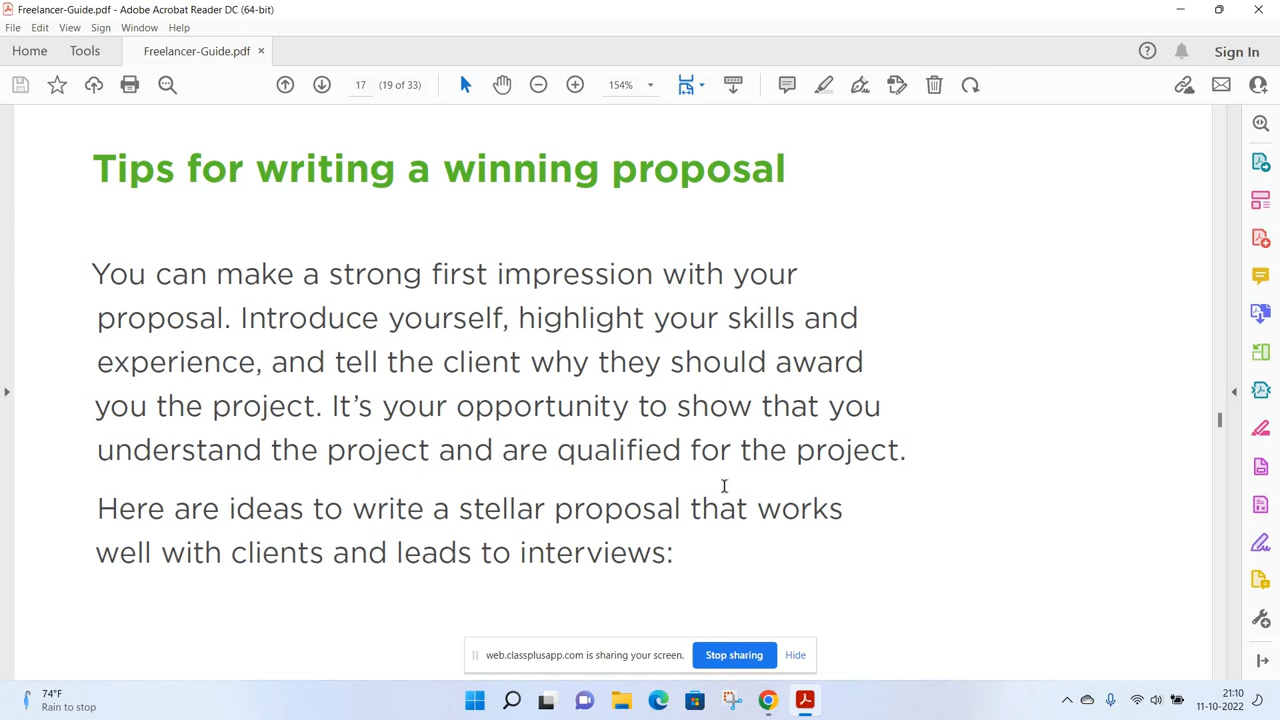 Freelancer-Guide.pdf - Adobe Acrobat Reader DC (64-bit)
File Edit View Sign Window Help
Home Tools Freelancer-Guide.pdf × Sign In
17 (19 of 33) 154%
Tips for writing a winning proposal
You can make a strong first impression with your
proposal. Introduce yourself, highlight your skills and
experience, and tell the client why they should award
you the project. It’s your opportunity to show that you
understand the project and are qualified for the project.
Here are ideas to write a stellar proposal that works
well with clients and leads to interviews:
web.classplusapp.com is sharing your screen. Stop sharing Hide
74°F
Rain to stop
21:10
11-10-2022